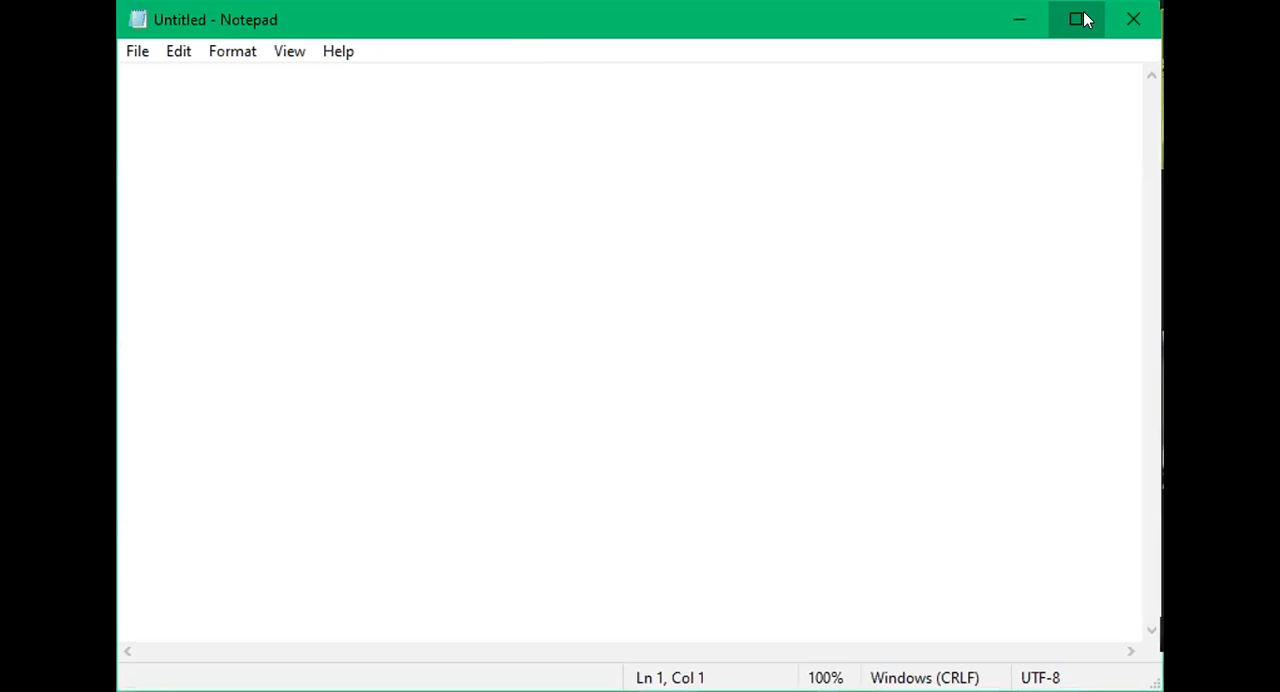 Untitled - Notepad
File Edit Format View Help
Ln 1, Col 1 100% Windows (CRLF) UTF-8